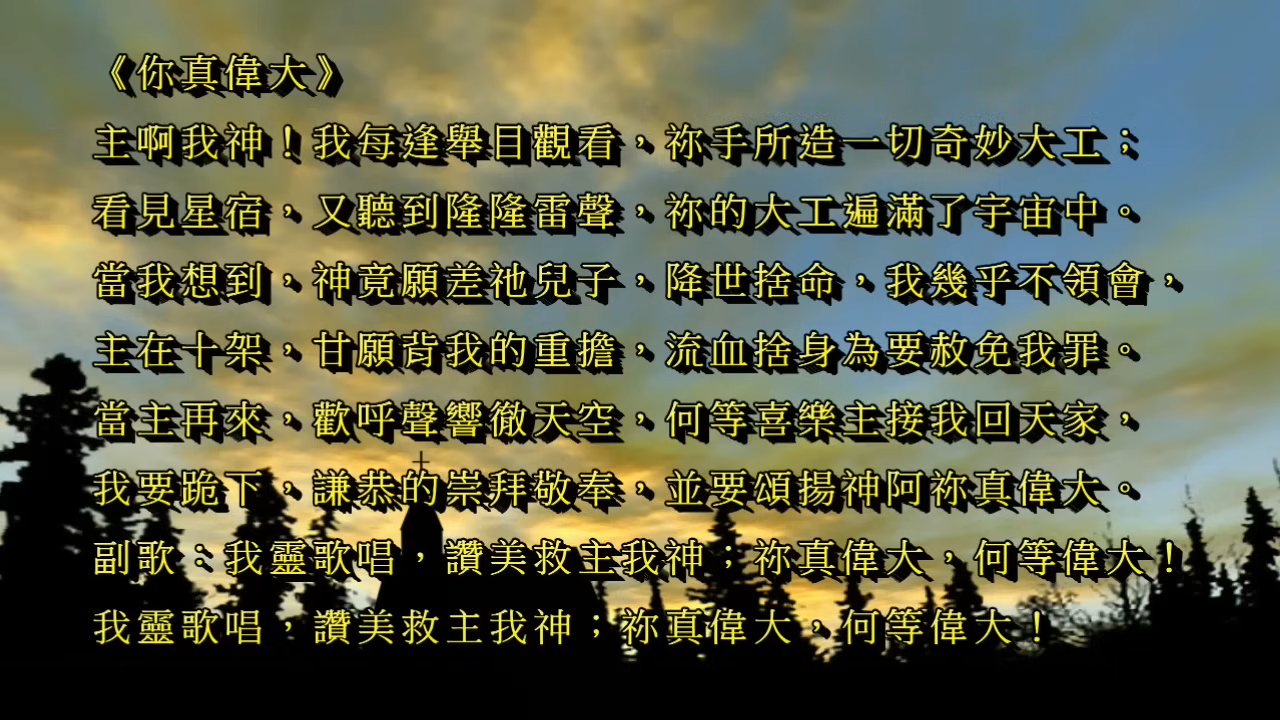 《你真偉大》
主啊我神！我每逢舉目觀看，祢手所造一切奇妙大工；
看見星宿，又聽到隆隆雷聲，祢的大工遍滿了宇宙中。
當我想到，神竟願差祂兒子，降世捨命，我幾乎不領會，
主在十架，甘願背我的重擔，流血捨身為要赦免我罪。
當主再來，歡呼聲響徹天空，何等喜樂主接我回天家，
我要跪下，謙恭的崇拜敬奉，並要頌揚神阿祢真偉大。
副歌：我靈歌唱，讚美救主我神；祢真偉大，何等偉大！
我靈歌唱，讚美救主我神；祢真偉大，何等偉大！